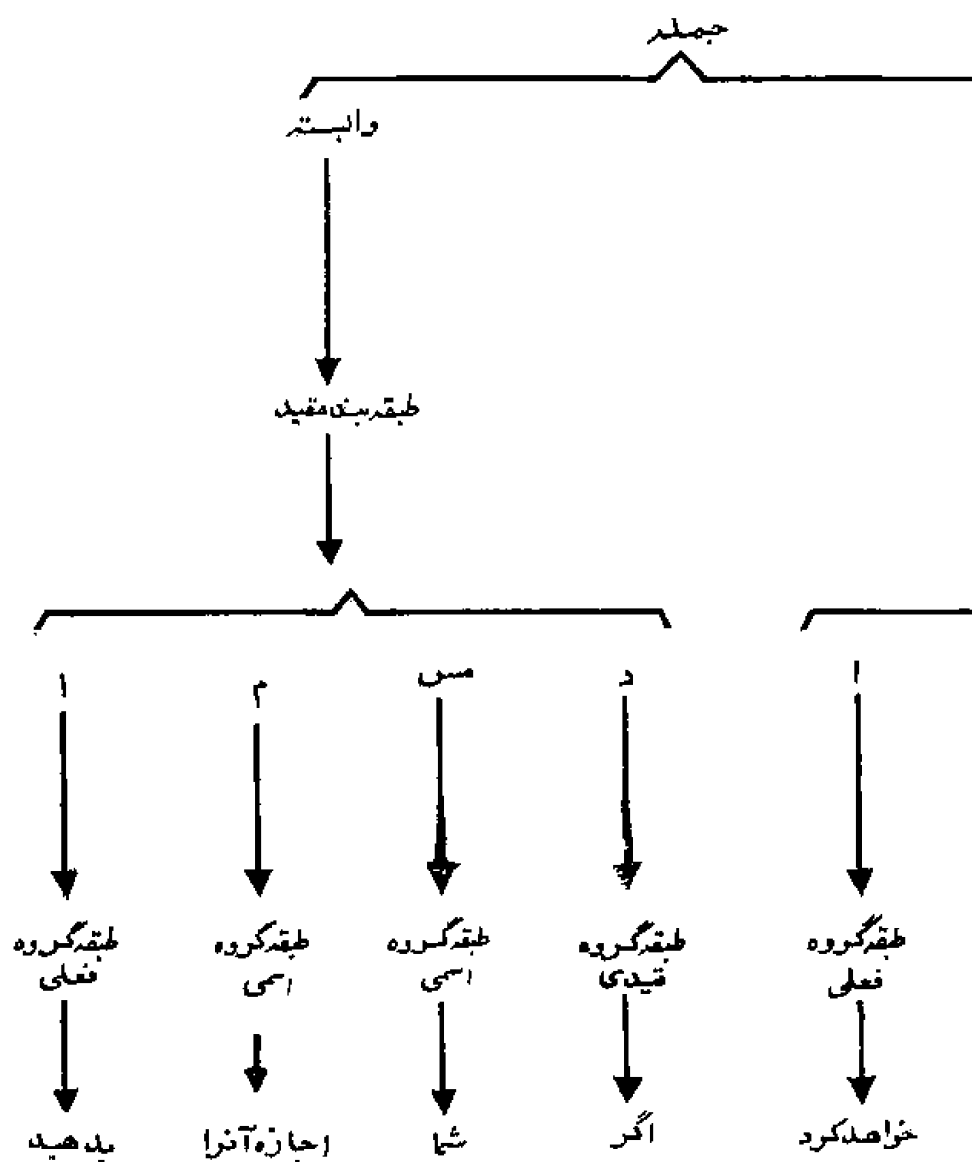 جمله
وابسته
طبقه بند مقید
ا د مس م ا
طبقه گروه طبقه گروه طبقه گروه طبقه گروه طبقه گروه
فعلی قیدی اسمی اسمی فعلی
خواهد کرد اگر شما اجازه آنرا بدهید